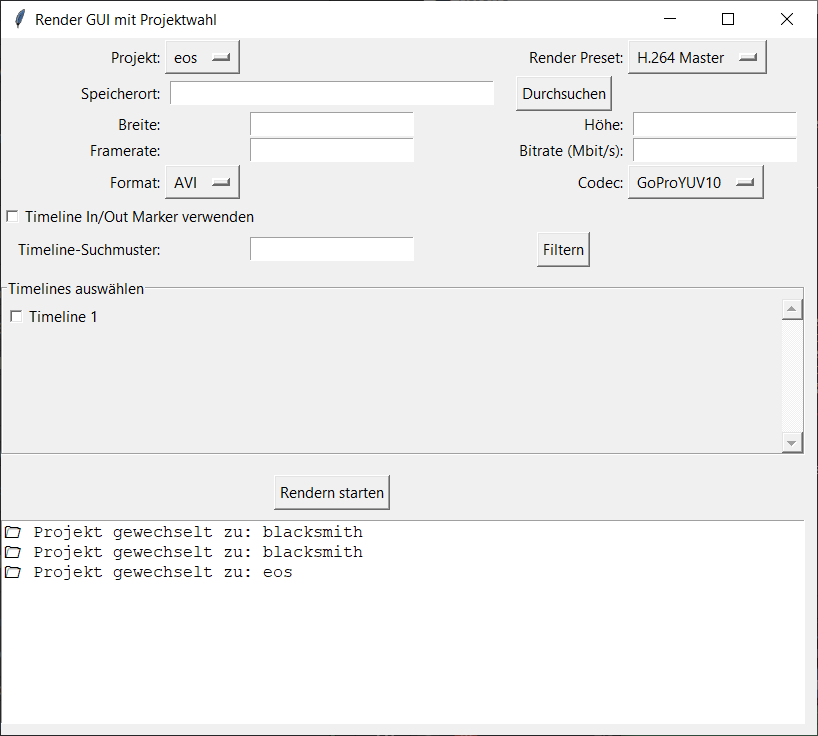 Render GUI mit Projektwahl
Projekt: eos Render Preset: H.264 Master
Speicherort: Durchsuchen
Breite: Höhe:
Framerate: Bitrate (Mbit/s):
Format: AVI Codec: GoProYUV10
Timeline In/Out Marker verwenden
Timeline-Suchmuster: Filtern
Timelines auswählen
Timeline 1
Rendern starten
Projekt gewechselt zu: blacksmith
Projekt gewechselt zu: blacksmith
Projekt gewechselt zu: eos